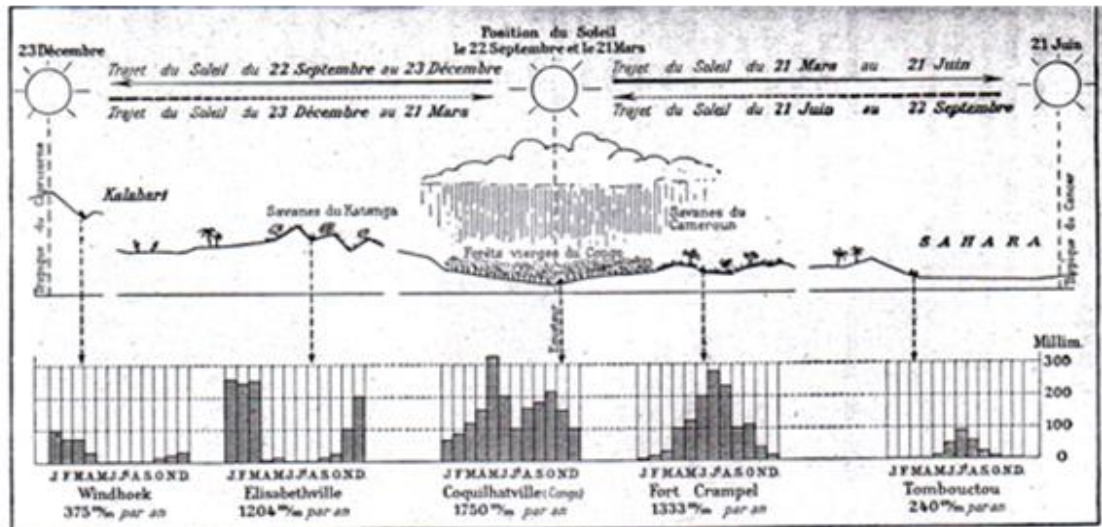 23 Décembre
Position du Soleil
le 22 Septembre et le 21 Mars
21 Juin
Trajet du Soleil du 22 Septembre au 23 Décembre
Trajet du Soleil du 21 Mars au 21 Juin
Trajet du Soleil du 23 Décembre au 21 Mars
Trajet du Soleil du 21 Juin au 22 Septembre
Tropique du Capricorne
Kalahari
Savanes du Katanga
Forêts vierges du Congo
Savanes du
Cameroun
SAHARA
Tropique du Cancer
Equateur
Millim.
300
200
100
0
J F M A M J J A S O N D.
J F M A M J J A S O N D.
J F M A M J J A S O N D.
J F M A M J J A S O N D.
J F M A M J J A S O N D.
Windhoek
375 m/m par an
Elisabethville
1204 m/m par an
Coquilhatville (Congo)
1750 m/m par an
Fort Crampel
1333 m/m par an
Tombouctou
240 m/m par an